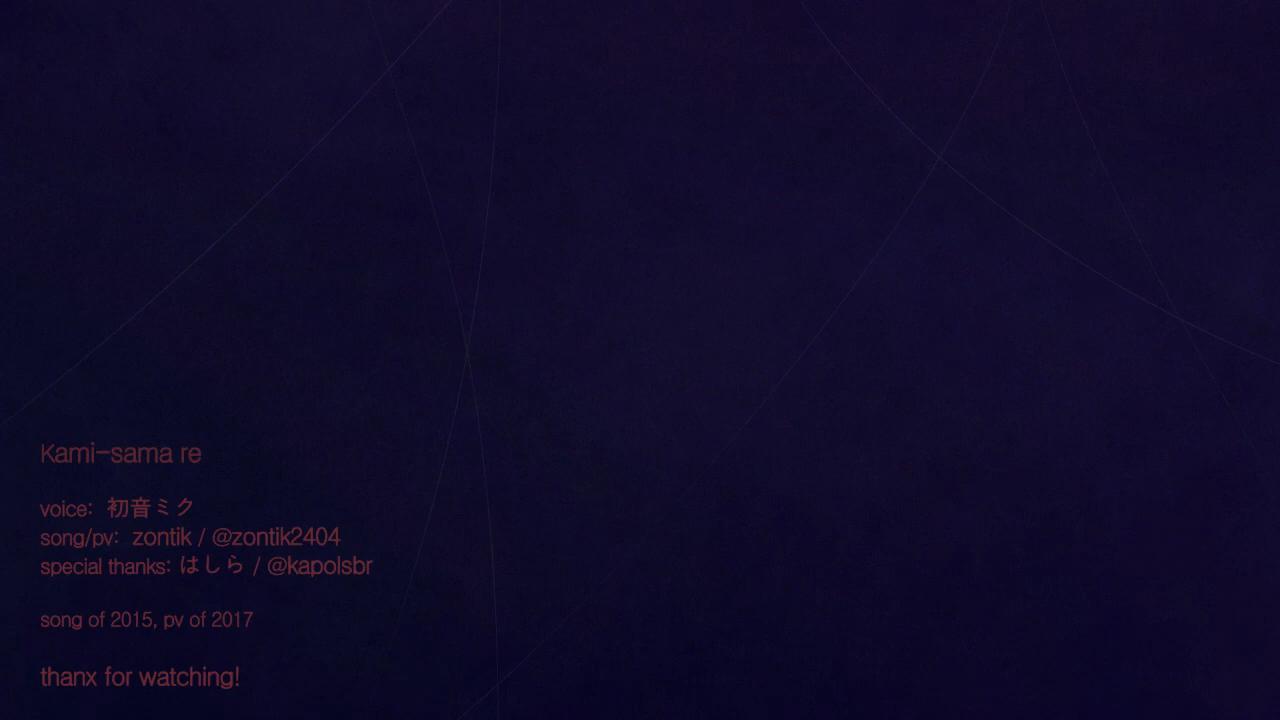 Kami-sama re
voice: 初音ミク
song/pv: zontik / @zontik2404
special thanks: はしら / @kapolsbr
song of 2015, pv of 2017
thanx for watching!